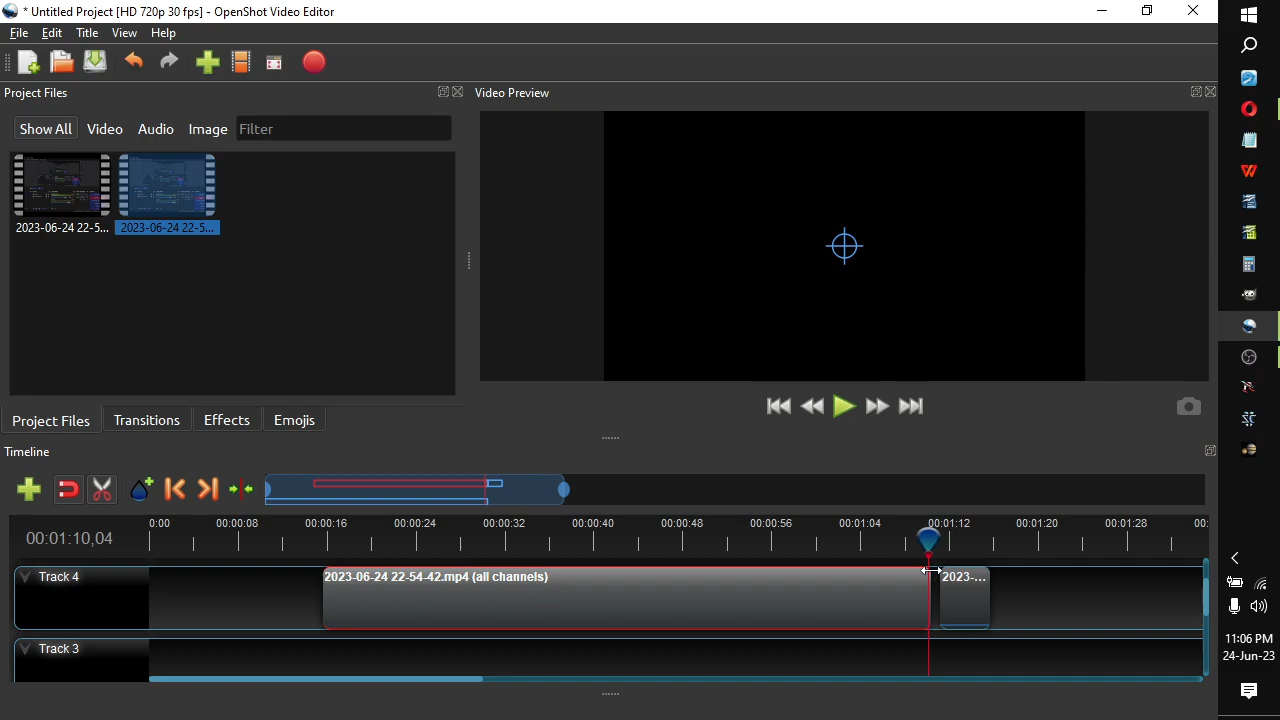 * Untitled Project [HD 720p 30 fps] - OpenShot Video Editor
File Edit Title View Help
Project Files
Video Preview
Show All Video Audio Image Filter
2023-06-24 22-5... 2023-06-24 22-5...
Project Files Transitions Effects Emojis
Timeline
0:00 00:00:08 00:00:16 00:00:24 00:00:32 00:00:40 00:00:48 00:00:56 00:01:04 00:01:12 00:01:20 00:01:28 00:
00:01:10,04
Track 4
2023-06-24 22-54-42.mp4 (all channels)
2023-...
Track 3
11:06 PM
24-Jun-23